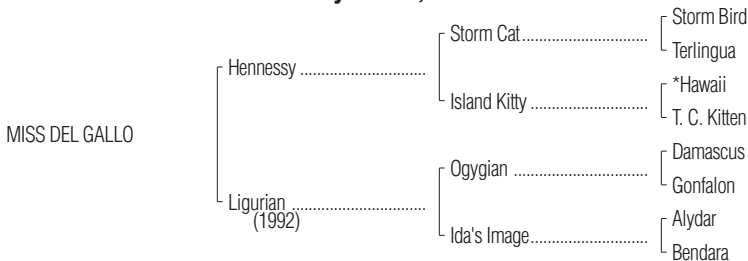 Storm Bird
Storm Cat
Terlingua
Hennessy
*Hawaii
Island Kitty
T. C. Kitten
MISS DEL GALLO
Damascus
Ogygian
Gonfalon
Ligurian
(1992)
Alydar
Ida's Image
Bendara